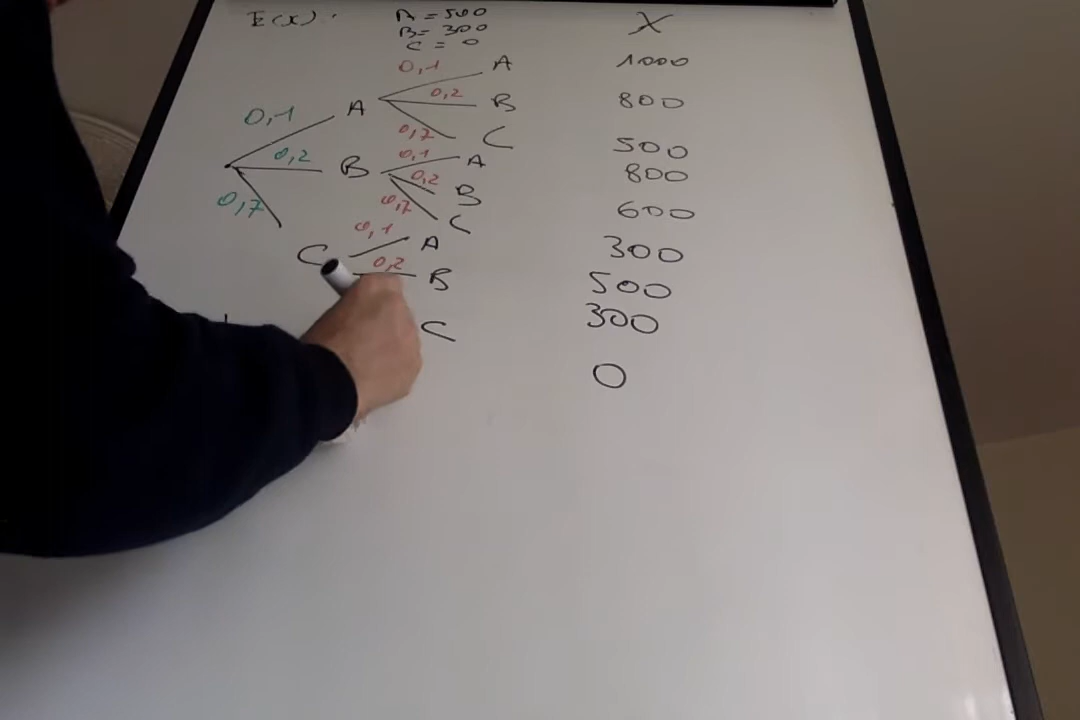 E(X). A = 500 X
B = 300
C = 0
0,1 A 1000
0,1 A 0,2 B 800
0,7 C 500
0,2 B 0,1 A 800
0,2 B 600
0,7 0,7 C 300
C 0,1 A 500
0,2 B 300
C 0